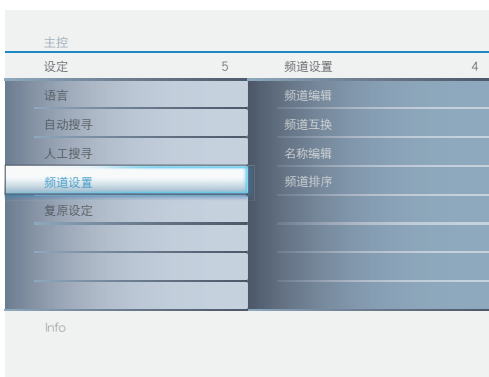 主控
设定 5
语言
自动搜寻
人工搜寻
频道设置
复原设定
频道设置 4
频道编辑
频道互换
名称编辑
频道排序
Info